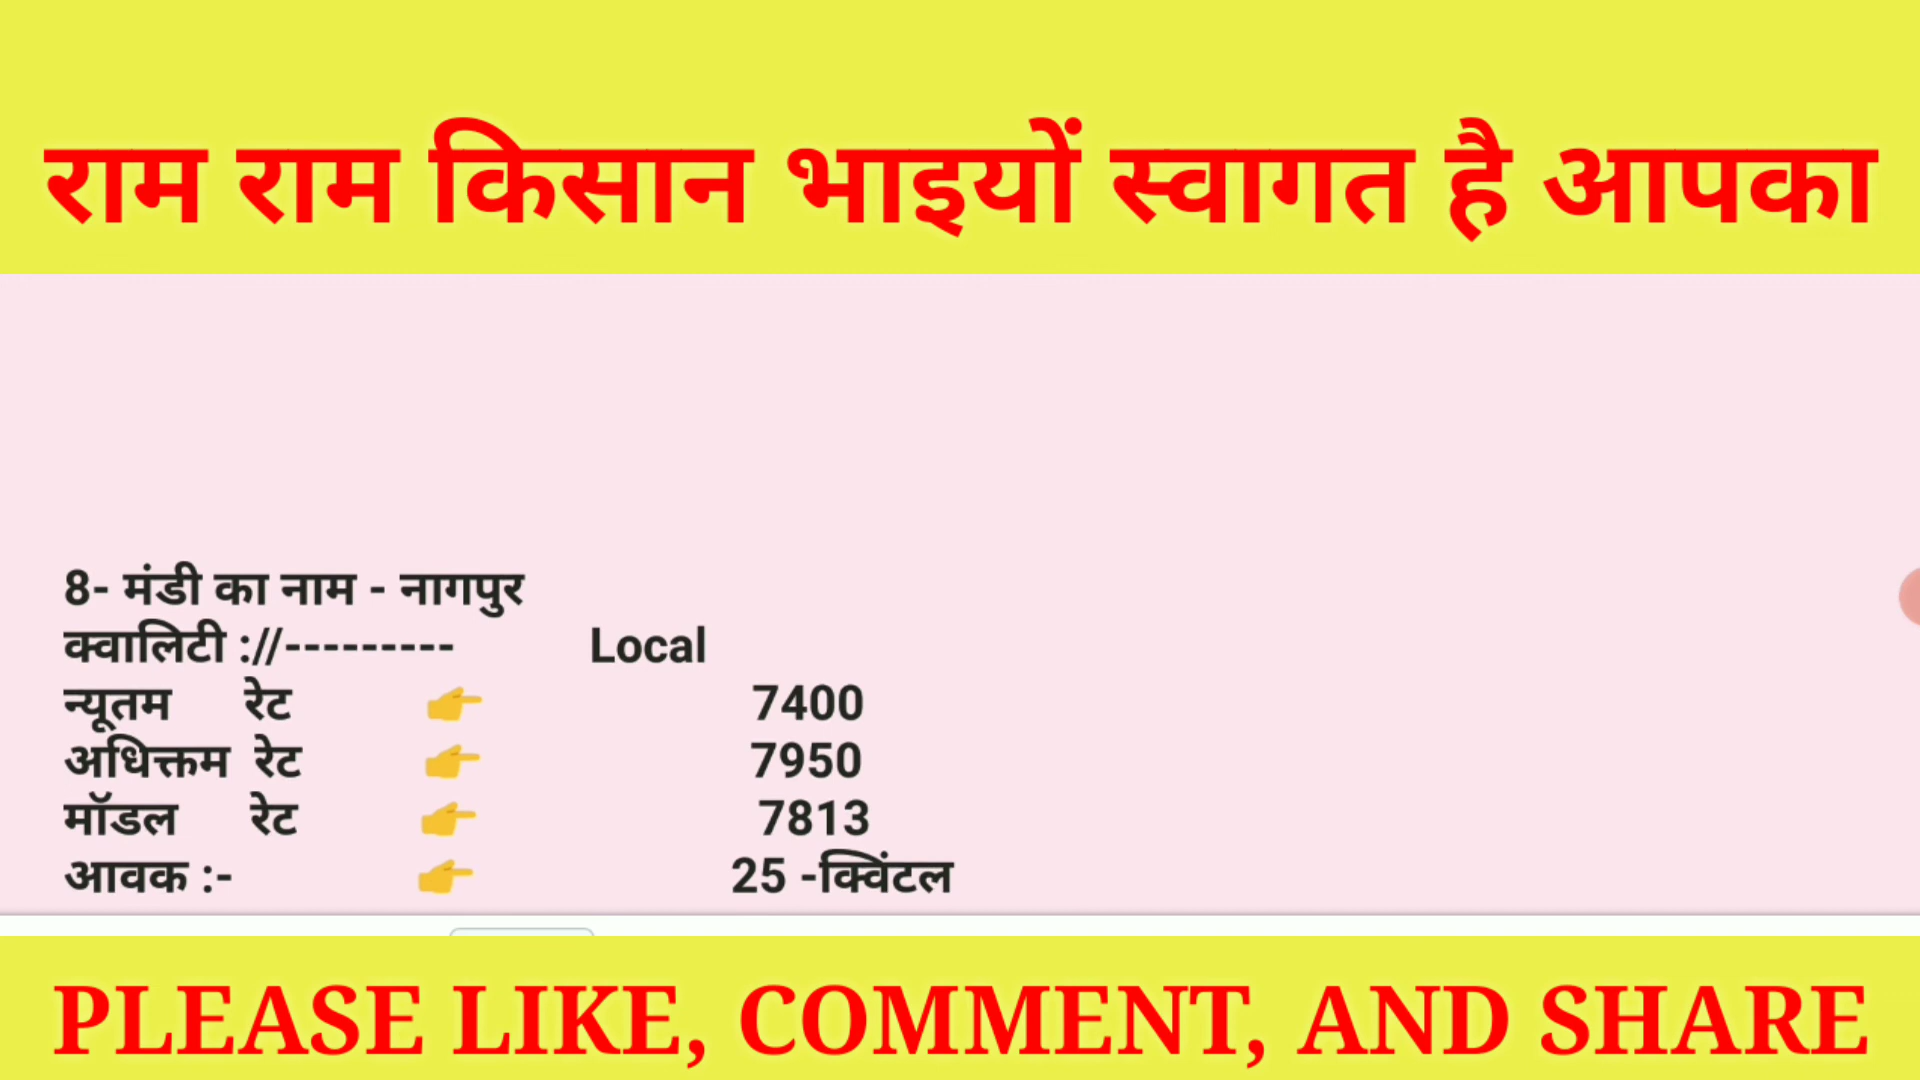 राम राम किसान भाइयों स्वागत है आपका
8- मंडी का नाम - नागपुर
क्वालिटी ://--------- Local
न्यूतम रेट 👉 7400
अधिक्तम रेट 👉 7950
मॉडल रेट 👉 7813
आवक :- 👉 25 -क्विंटल
PLEASE LIKE, COMMENT, AND SHARE